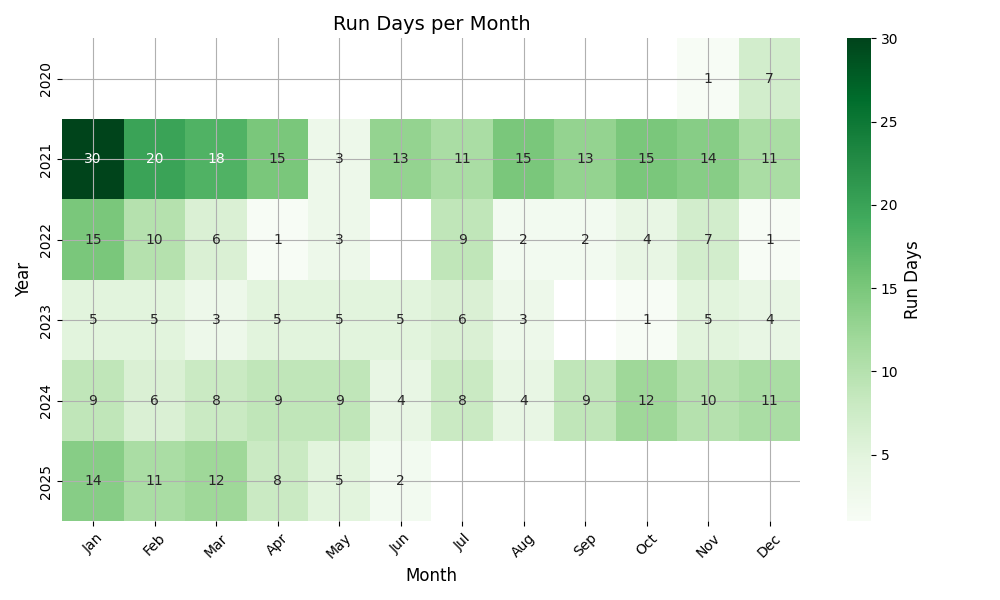 Run Days per Month
2020 1 7
2021 30 20 18 15 3 13 11 15 13 15 14 11
2022 15 10 6 1 3 9 2 2 4 7 1
2023 5 5 3 5 5 5 6 3 1 5 4
2024 9 6 8 9 9 4 8 4 9 12 10 11
2025 14 11 12 8 5 2
Jan Feb Mar Apr May Jun Jul Aug Sep Oct Nov Dec
Month
Year
30
25
20
15
10
5
Run Days